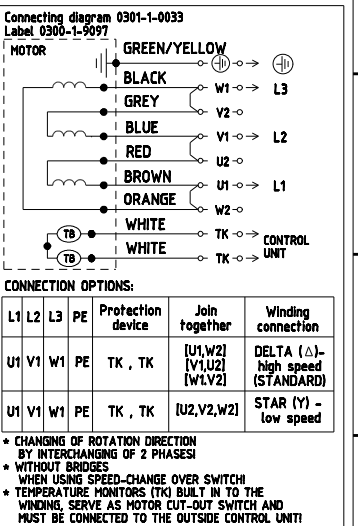 Connecting diagram 0301-1-0033
Label 0300-1-9097
MOTOR
GREEN/YELLOW
BLACK
W1
L3
GREY
V2
BLUE
V1
L2
RED
U2
BROWN
U1
L1
ORANGE
W2
WHITE
TB
TK
CONTROL
UNIT
WHITE
TB
TK
CONNECTION OPTIONS:
L1 L2 L3 PE Protection device Join together Winding connection
U1 V1 W1 PE TK , TK [U1,W2] [V1,U2] [W1.V2] DELTA (△)- high speed (STANDARD)
U1 V1 W1 PE TK , TK [U2,V2,W2] STAR (Y) - low speed
* CHANGING OF ROTATION DIRECTION
BY INTERCHANGING OF 2 PHASES!
* WITHOUT BRIDGES
WHEN USING SPEED-CHANGE OVER SWITCH!
* TEMPERATURE MONITORS (TK) BUILT IN TO THE
WINDING, SERVE AS MOTOR CUT-OUT SWITCH AND
MUST BE CONNECTED TO THE OUTSIDE CONTROL UNIT!